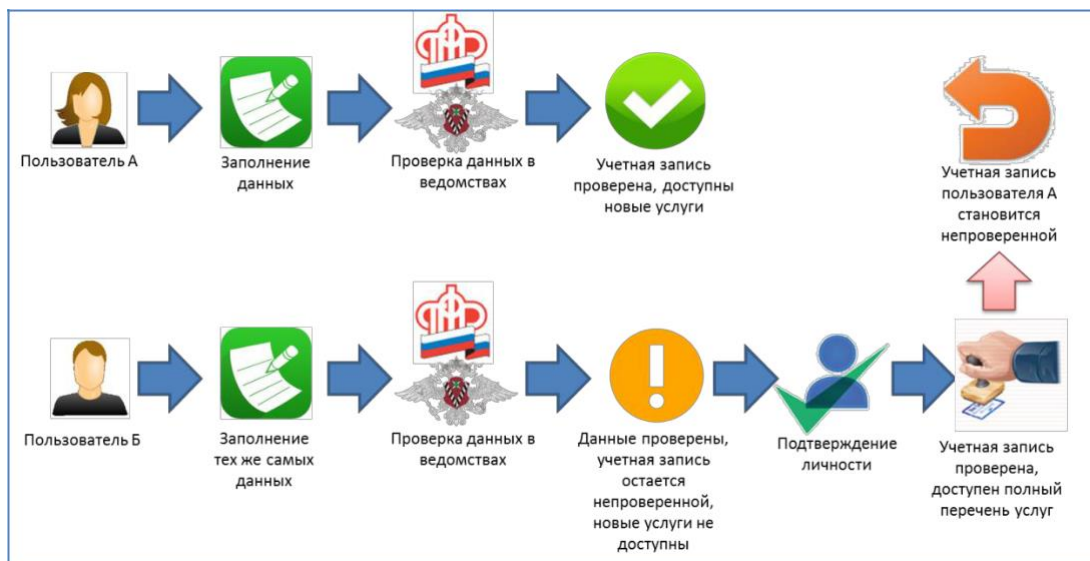 Пользователь А
Заполнение
данных
Проверка данных в
ведомствах
Учетная запись
проверена, доступны
новые услуги
Учетная запись
пользователя А
становится
непроверенной
Пользователь Б
Заполнение
тех же самых
данных
Проверка данных в
ведомствах
Данные проверены,
учетная запись
остается
непроверенной,
новые услуги не
доступны
Подтверждение
личности
Учетная запись
проверена,
доступен полный
перечень услуг